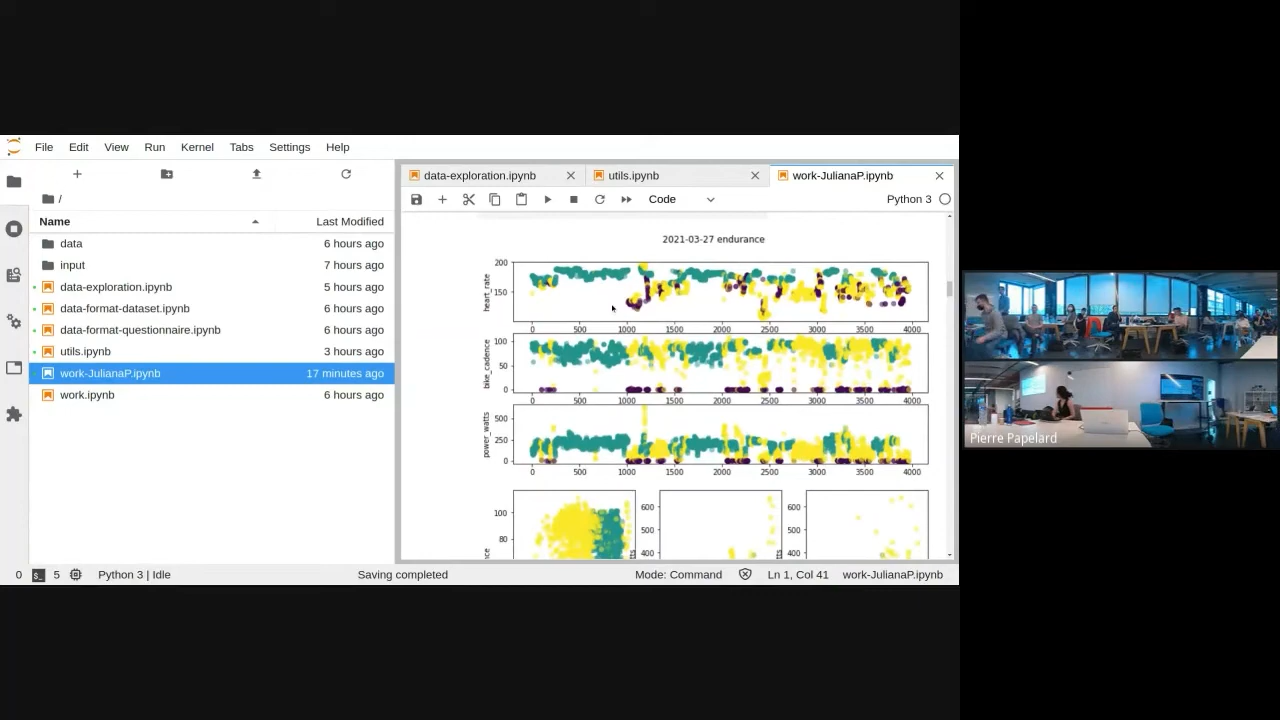 File Edit View Run Kernel Tabs Settings Help
/
Name Last Modified
data 6 hours ago
input 7 hours ago
data-exploration.ipynb 5 hours ago
data-format-dataset.ipynb 6 hours ago
data-format-questionnaire.ipynb 6 hours ago
utils.ipynb 3 hours ago
work-JulianaP.ipynb 17 minutes ago
work.ipynb 6 hours ago
data-exploration.ipynb utils.ipynb work-JulianaP.ipynb
Code Python 3
2021-03-27 endurance
200
150
heart_rate
0 500 1000 1500 2000 2500 3000 3500 4000
100
50
0
bike_cadence
0 500 1000 1500 2000 2500 3000 3500 4000
500
250
0
power_watts
0 500 1000 1500 2000 2500 3000 3500 4000
100
80
600
500
400
600
500
400
0 5 Python 3 | Idle Saving completed Mode: Command Ln 1, Col 41 work-JulianaP.ipynb
Pierre Papelard